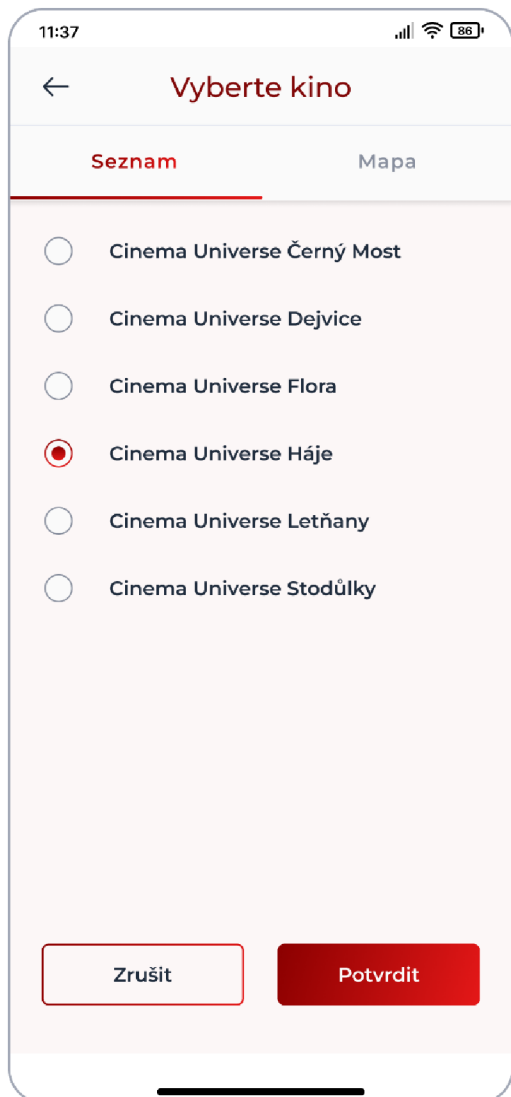 11:37
86
Vyberte kino
Seznam
Mapa
Cinema Universe Černý Most
Cinema Universe Dejvice
Cinema Universe Flora
Cinema Universe Háje
Cinema Universe Letňany
Cinema Universe Stodůlky
Zrušit
Potvrdit